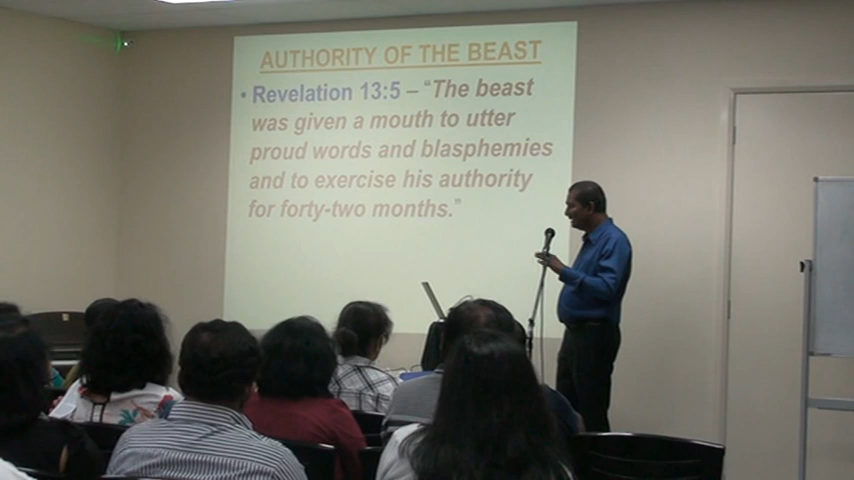 AUTHORITY OF THE BEAST
• Revelation 13:5 – “The beast
was given a mouth to utter
proud words and blasphemies
and to exercise his authority
for forty-two months.”